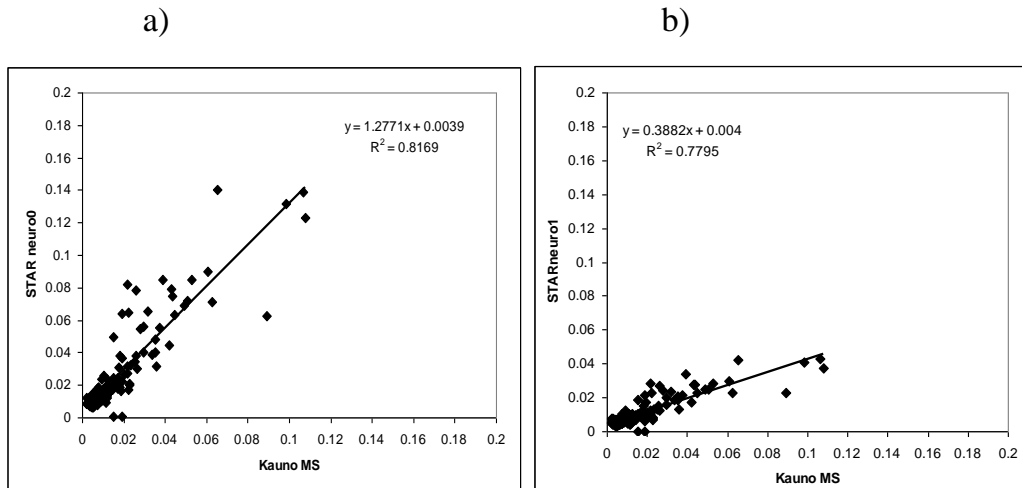 a)
b)
y = 1.2771x + 0.0039
R² = 0.8169
0.2
0.18
0.16
0.14
0.12
0.1
0.08
0.06
0.04
0.02
0
0 0.02 0.04 0.06 0.08 0.1 0.12 0.14 0.16 0.18 0.2
STAR neuro0
Kauno MS
y = 0.3882x + 0.004
R² = 0.7795
0.2
0.18
0.16
0.14
0.12
0.1
0.08
0.06
0.04
0.02
0
0 0.02 0.04 0.06 0.08 0.1 0.12 0.14 0.16 0.18 0.2
STARneuro1
Kauno MS